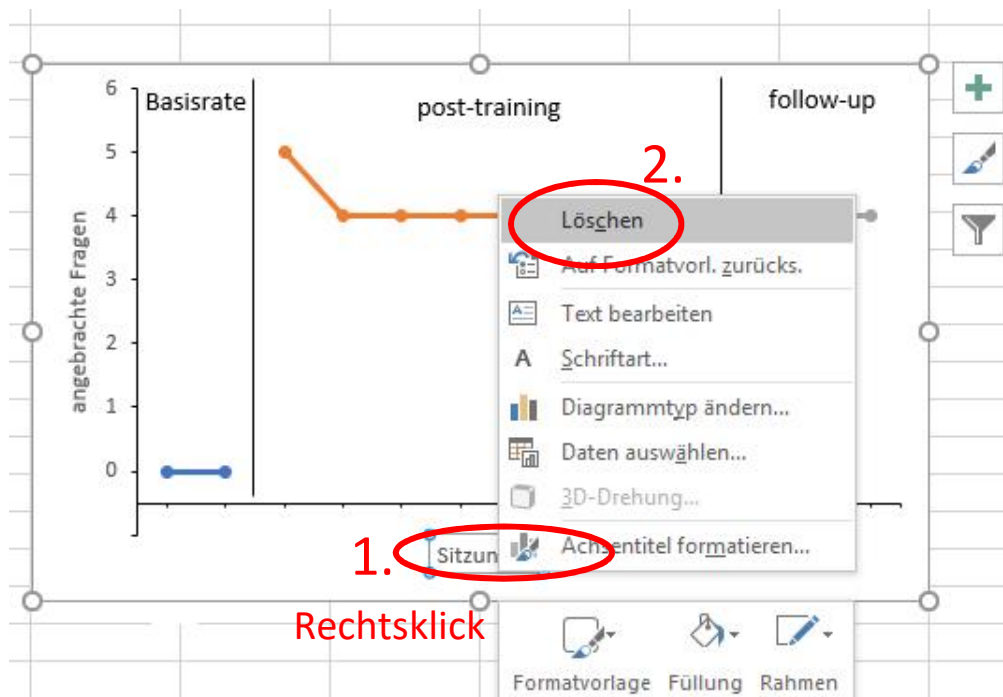 6
Basisrate
post-training
follow-up
5
2.
4
Löschen
angebrachte Fragen
Auf Formatvorl. zurücks.
3
Text bearbeiten
2
A Schriftart...
1
Diagrammtyp ändern...
0
Daten auswählen...
3D-Drehung...
1.
Sitzun
Achsentitel formatieren...
Rechtsklick
Formatvorlage Füllung Rahmen